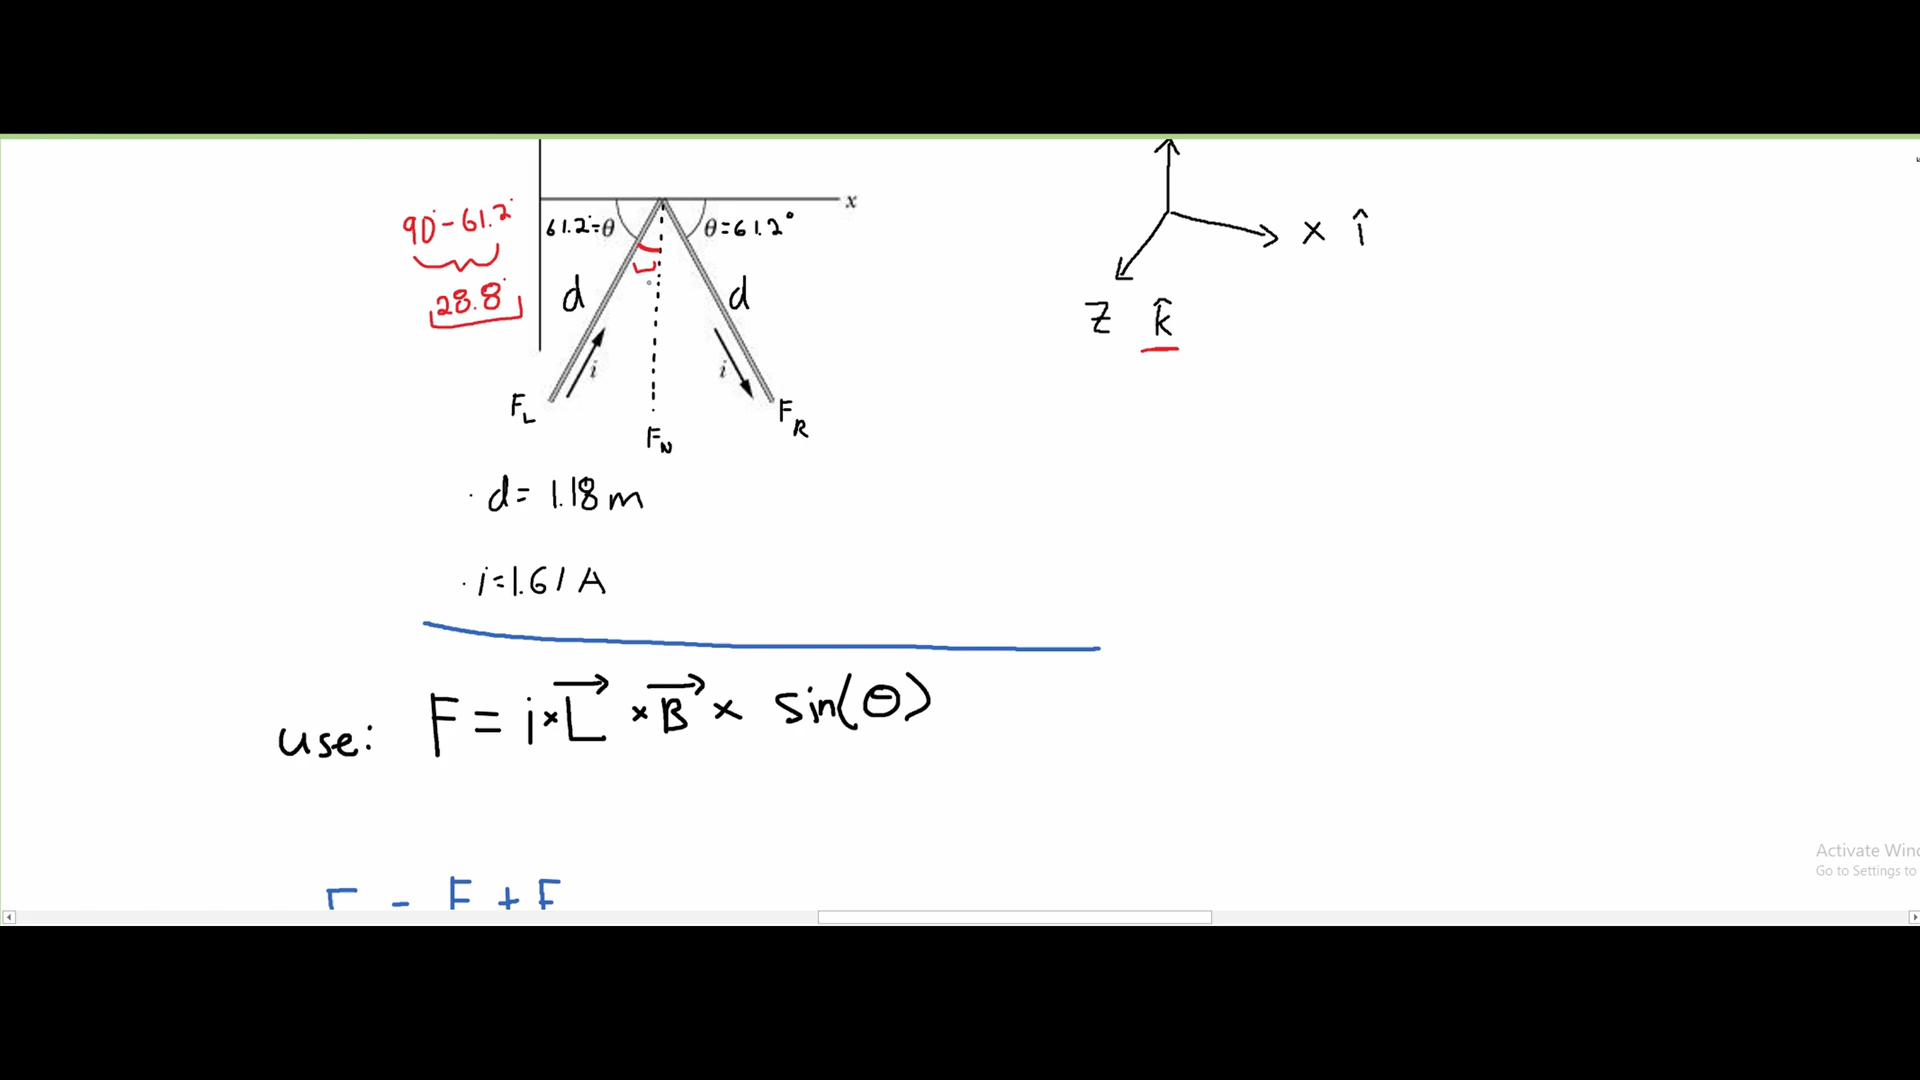 x
90° - 61.2°
61.2°=θ
θ=61.2°
x î
28.8°
d
d
z k̂
i
i
F_L
F_R
F_N
· d= 1.18m
· i=1.61 A
use: F = i × L⃗ × B⃗ × sin(θ)
Activate Wind
Go to Settings to
F = F + F